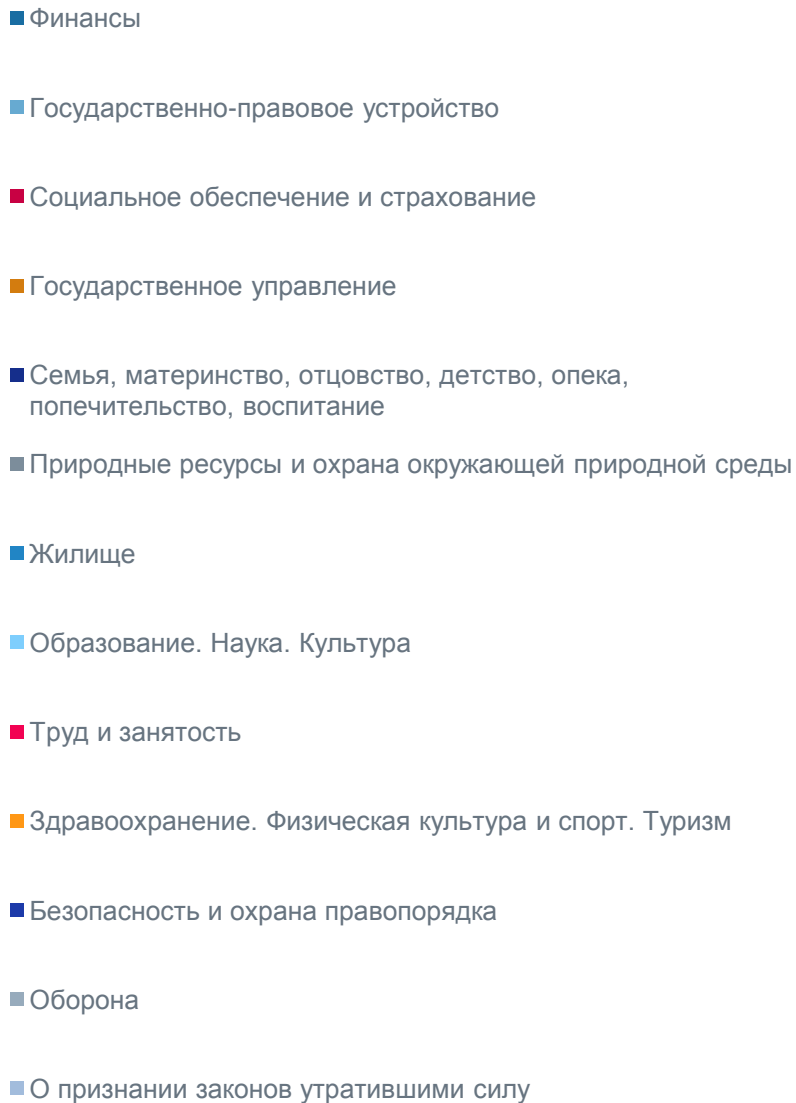 Финансы
Государственно-правовое устройство
Социальное обеспечение и страхование
Государственное управление
Семья, материнство, отцовство, детство, опека,
попечительство, воспитание
Природные ресурсы и охрана окружающей природной среды
Жилище
Образование. Наука. Культура
Труд и занятость
Здравоохранение. Физическая культура и спорт. Туризм
Безопасность и охрана правопорядка
Оборона
О признании законов утратившими силу